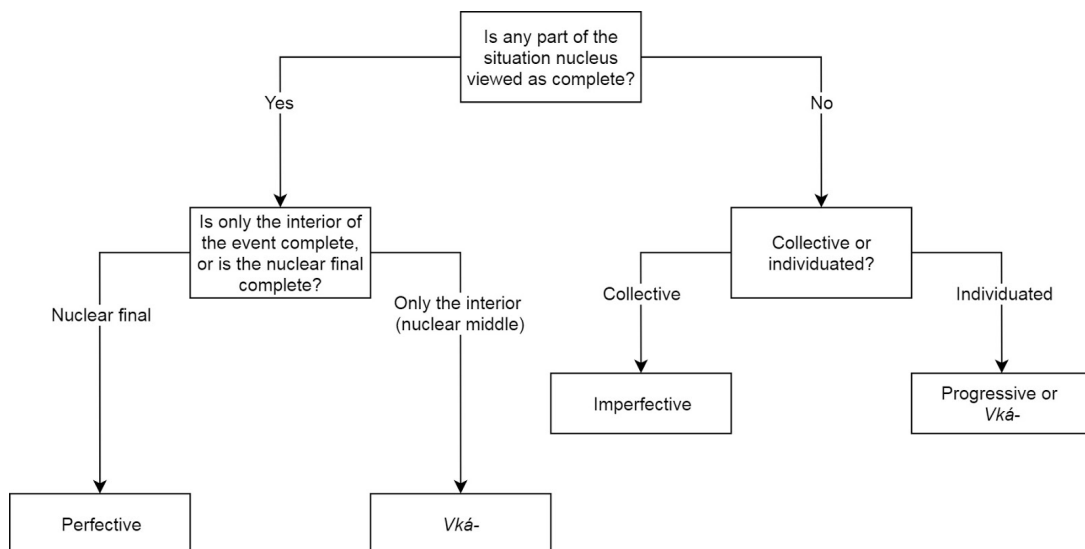 Is any part of the
situation nucleus
viewed as complete?
Yes
No
Is only the interior of
the event complete,
or is the nuclear final
complete?
Collective or
individuated?
Nuclear final
Only the interior
(nuclear middle)
Collective
Individuated
Imperfective
Progressive or
Vká-
Perfective
Vká-